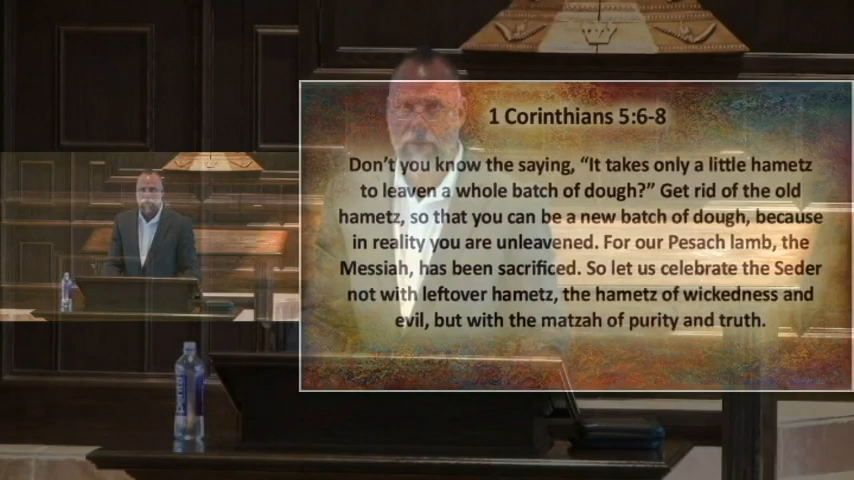 1 Corinthians 5:6-8
Don't you know the saying, “It takes only a little hametz
to leaven a whole batch of dough?” Get rid of the old
hametz, so that you can be a new batch of dough, because
in reality you are unleavened. For our Pesach lamb, the
Messiah, has been sacrificed. So let us celebrate the Seder
not with leftover hametz, the hametz of wickedness and
evil, but with the matzah of purity and truth.